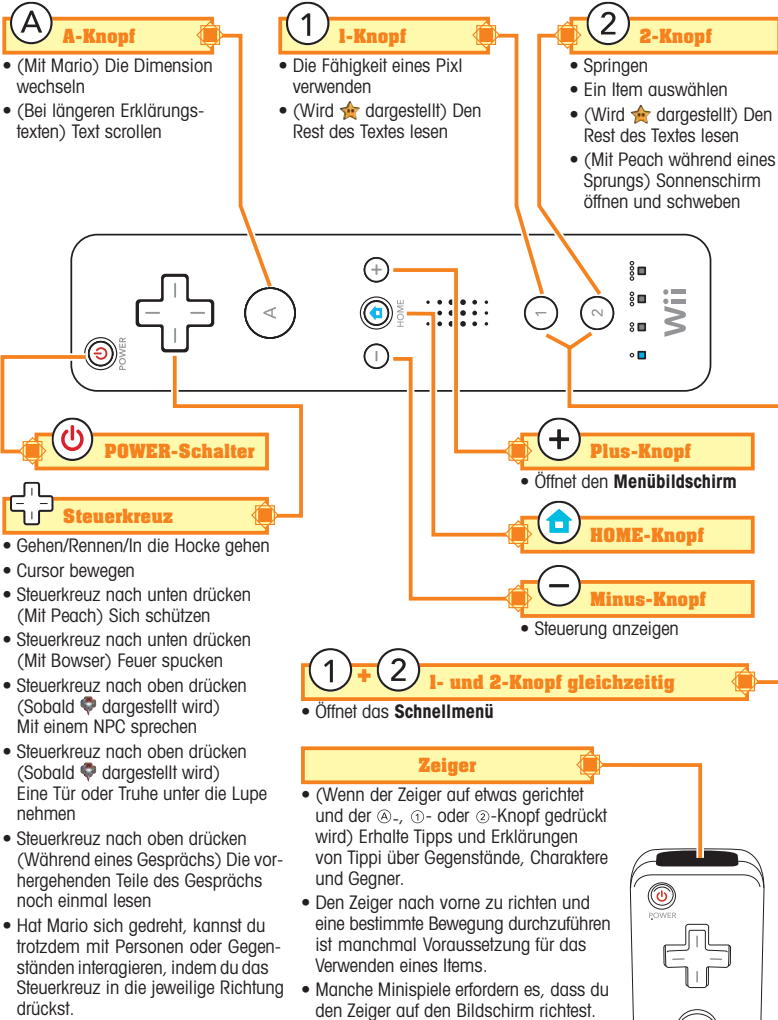 A
A-Knopf
• (Mit Mario) Die Dimension
wechseln
• (Bei längeren Erklärungs-
texten) Text scrollen
1
1-Knopf
• Die Fähigkeit eines Pixl
verwenden
• (Wird dargestellt) Den
Rest des Textes lesen
2
2-Knopf
• Springen
• Ein Item auswählen
• (Wird dargestellt) Den
Rest des Textes lesen
• (Mit Peach während eines
Sprungs) Sonnenschirm
öffnen und schweben
POWER
A
+
HOME
−
1
2
Wii
POWER-Schalter
Steuerkreuz
• Gehen/Rennen/In die Hocke gehen
• Cursor bewegen
• Steuerkreuz nach unten drücken
(Mit Peach) Sich schützen
• Steuerkreuz nach unten drücken
(Mit Bowser) Feuer spucken
• Steuerkreuz nach oben drücken
(Sobald dargestellt wird)
Mit einem NPC sprechen
• Steuerkreuz nach oben drücken
(Sobald dargestellt wird)
Eine Tür oder Truhe unter die Lupe
nehmen
• Steuerkreuz nach oben drücken
(Während eines Gesprächs) Die vor-
hergehenden Teile des Gesprächs
noch einmal lesen
• Hat Mario sich gedreht, kannst du
trotzdem mit Personen oder Gegen-
ständen interagieren, indem du das
Steuerkreuz in die jeweilige Richtung
drückst.
+
Plus-Knopf
• Öffnet den Menübildschirm
HOME-Knopf
−
Minus-Knopf
• Steuerung anzeigen
1 + 2
1- und 2-Knopf gleichzeitig
• Öffnet das Schnellmenü
Zeiger
• (Wenn der Zeiger auf etwas gerichtet
und der Ⓐ-, ①- oder ②-Knopf gedrückt
wird) Erhalte Tipps und Erklärungen
von Tippi über Gegenstände, Charaktere
und Gegner.
• Den Zeiger nach vorne zu richten und
eine bestimmte Bewegung durchzuführen
ist manchmal Voraussetzung für das
Verwenden eines Items.
• Manche Minispiele erfordern es, dass du
den Zeiger auf den Bildschirm richtest.
POWER